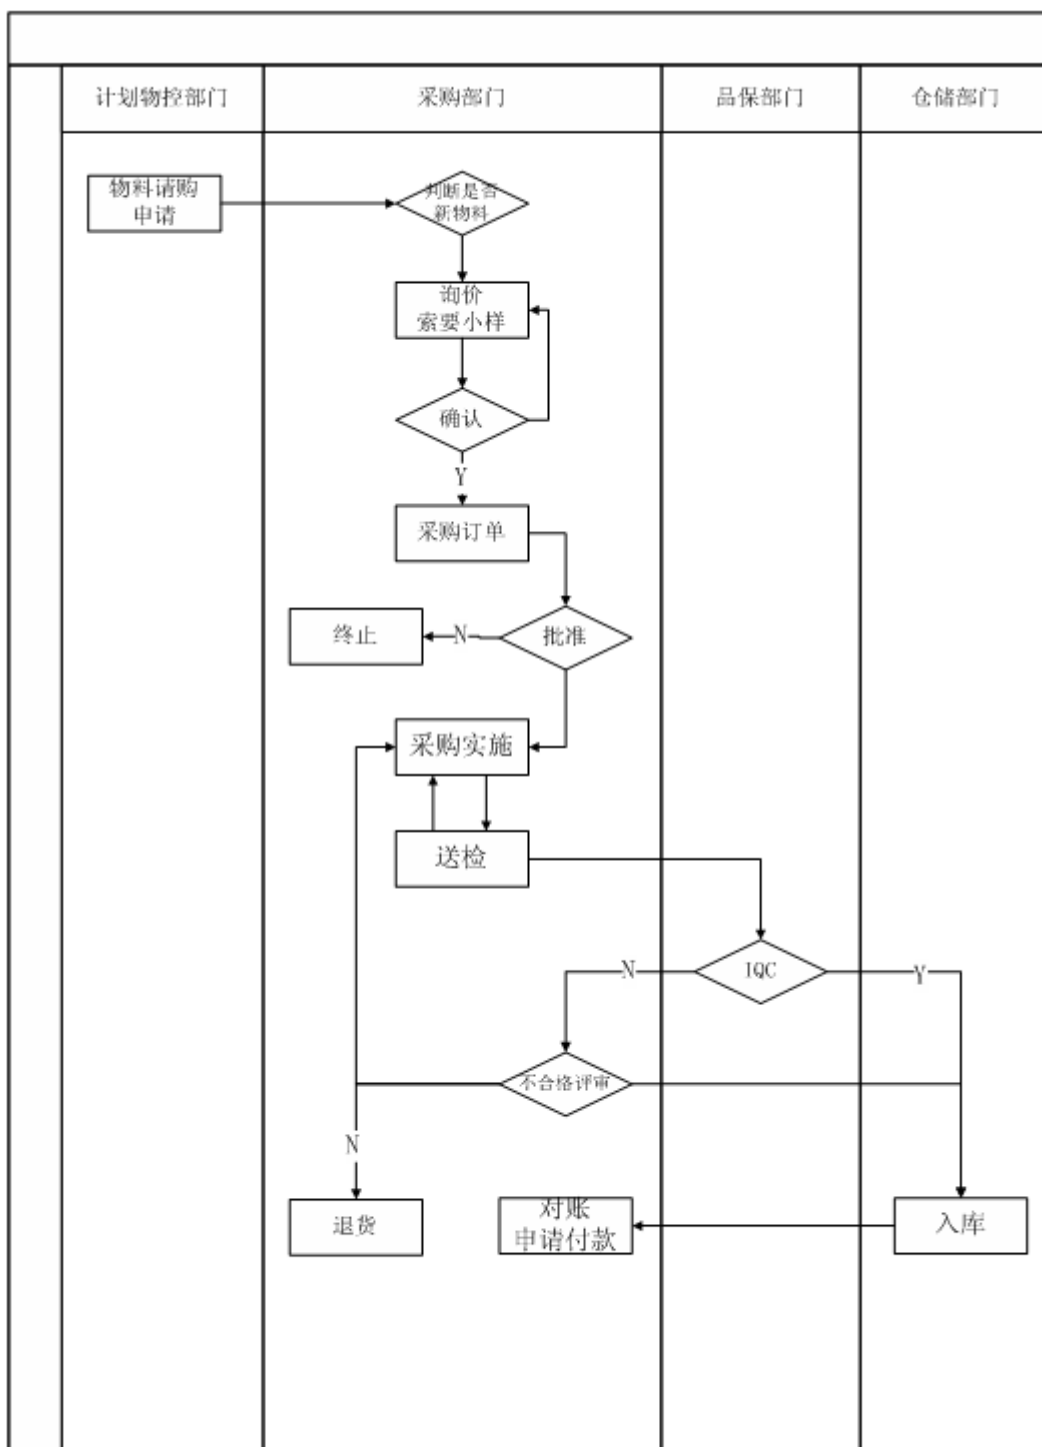 计划物控部门
采购部门
品保部门
仓储部门
物料请购
申请
判断是否
新物料
询价
索要小样
确认
Y
采购订单
终止
N
批准
采购实施
送检
N
IQC
Y
不合格评审
N
退货
对账
申请付款
入库